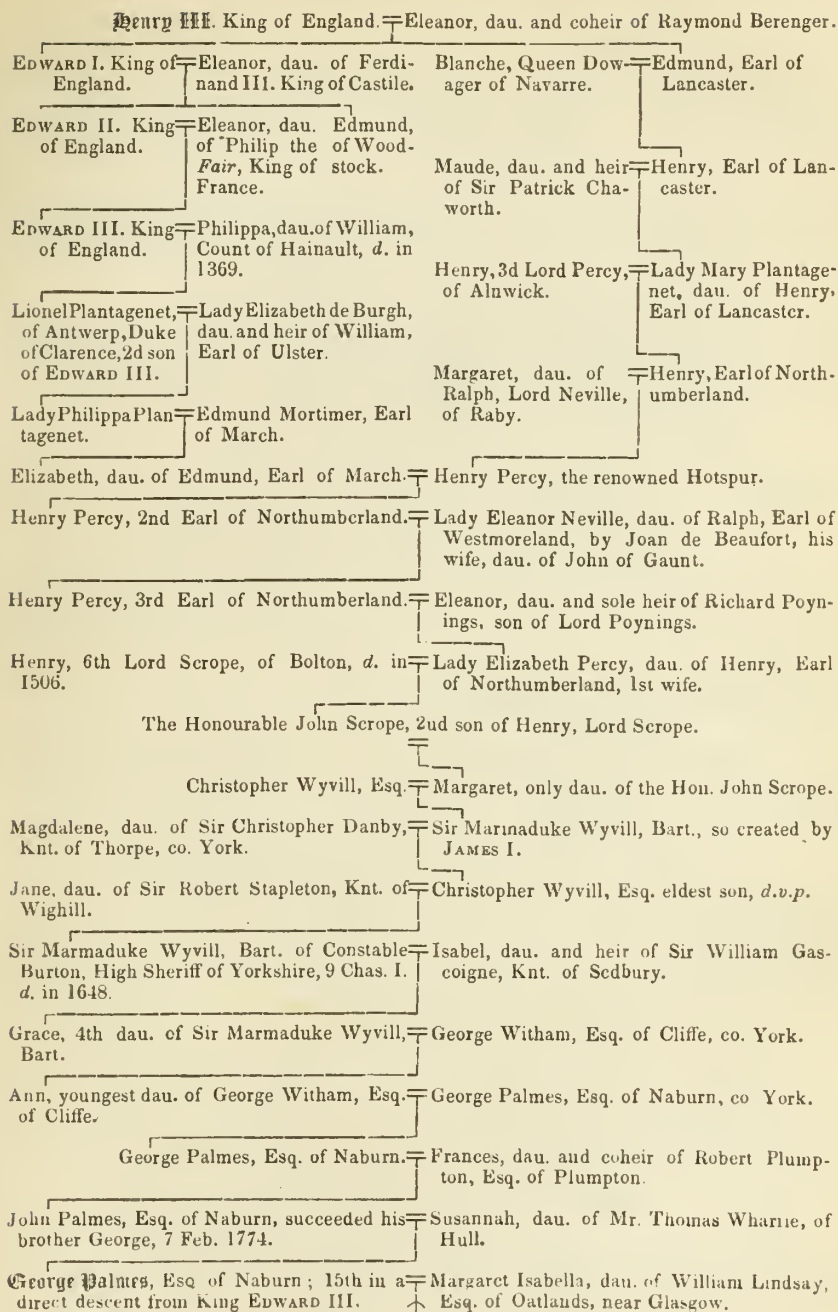 Henry III. King of England. Eleanor, dau. and coheir of Raymond Berenger.
EDWARD I. King of
England.
Eleanor, dau. of Ferdi-
nand III. King of Castile.
Blanche, Queen Dow-
ager of Navarre.
Edmund, Earl of
Lancaster.
EDWARD II. King
of England.
Eleanor, dau.
of Philip the
Fair, King of
France.
Edmund,
of Wood-
stock.
Maude, dau. and heir
of Sir Patrick Cha-
worth.
Henry, Earl of Lan-
caster.
EDWARD III. King
of England.
Philippa, dau. of William,
Count of Hainault, d. in
1369.
Henry, 3d Lord Percy,
of Alnwick.
Lady Mary Plantage-
net, dau. of Henry,
Earl of Lancaster.
Lionel Plantagenet,
of Antwerp, Duke
of Clarence, 2d son
of EDWARD III.
Lady Elizabeth de Burgh,
dau. and heir of William,
Earl of Ulster.
Margaret, dau. of
Ralph, Lord Neville,
of Raby.
Henry, Earl of North-
umberland.
Lady Philippa Plan
tagenet.
Edmund Mortimer, Earl
of March.
Elizabeth, dau. of Edmund, Earl of March. Henry Percy, the renowned Hotspur.
Henry Percy, 2nd Earl of Northumberland. Lady Eleanor Neville, dau. of Ralph, Earl of
Westmoreland, by Joan de Beaufort, his
wife, dau. of John of Gaunt.
Henry Percy, 3rd Earl of Northumberland. Eleanor, dau. and sole heir of Richard Poyn-
ings, son of Lord Poynings.
Henry, 6th Lord Scrope, of Bolton, d. in
1506.
Lady Elizabeth Percy, dau. of Henry, Earl
of Northumberland, 1st wife.
The Honourable John Scrope, 2ud son of Henry, Lord Scrope.
Christopher Wyvill, Esq. Margaret, only dau. of the Hon. John Scrope.
Magdalene, dau. of Sir Christopher Danby,
Knt. of Thorpe, co. York.
Sir Marmaduke Wyvill, Bart., so created by
JAMES I.
Jane, dau. of Sir Robert Stapleton, Knt. of
Wighill.
Christopher Wyvill, Esq. eldest son, d.v.p.
Sir Marmaduke Wyvill, Bart. of Constable
Burton, High Sheriff of Yorkshire, 9 Chas. I.
d. in 1648.
Isabel, dau. and heir of Sir William Gas-
coigne, Knt. of Sedbury.
Grace, 4th dau. of Sir Marmaduke Wyvill,
Bart.
George Witham, Esq. of Cliffe, co. York.
Ann, youngest dau. of George Witham, Esq.
of Cliffe.
George Palmes, Esq. of Naburn, co York.
George Palmes, Esq. of Naburn. Frances, dau. and coheir of Robert Plump-
ton, Esq. of Plumpton.
John Palmes, Esq. of Naburn, succeeded his
brother George, 7 Feb. 1774.
Susannah, dau. of Mr. Thomas Wharne, of
Hull.
George Palmes, Esq of Naburn; 15th in a
direct descent from King EDWARD III.
Margaret Isabella, dau. of William Lindsay,
Esq. of Oatlands, near Glasgow.